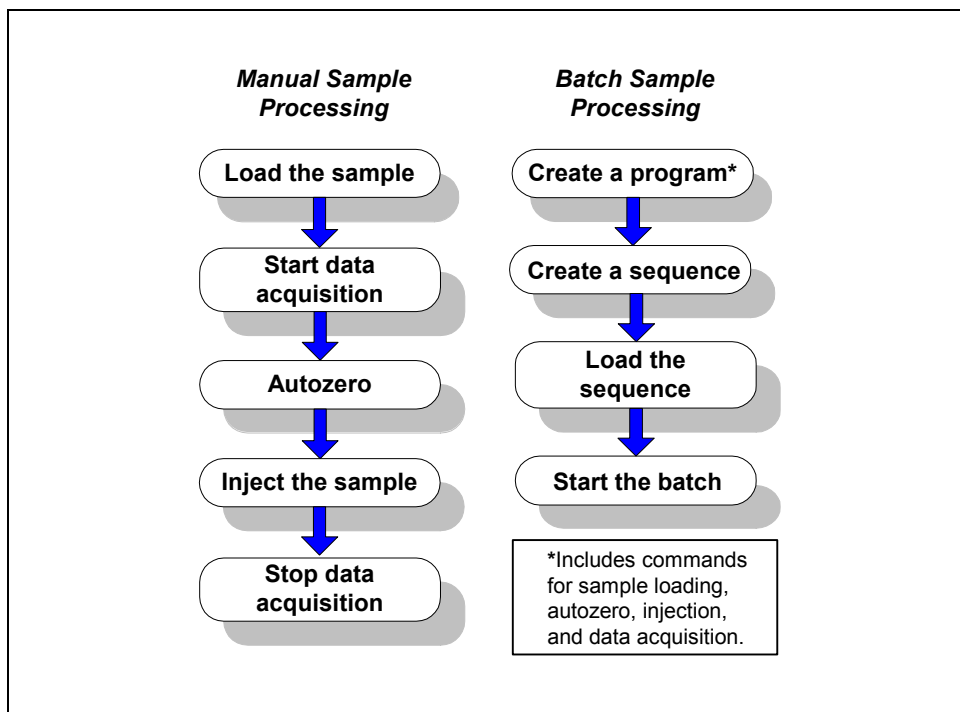 Manual Sample
Processing
Load the sample
Start data
acquisition
Autozero
Inject the sample
Stop data
acquisition
Batch Sample
Processing
Create a program*
Create a sequence
Load the
sequence
Start the batch
*Includes commands
for sample loading,
autozero, injection,
and data acquisition.